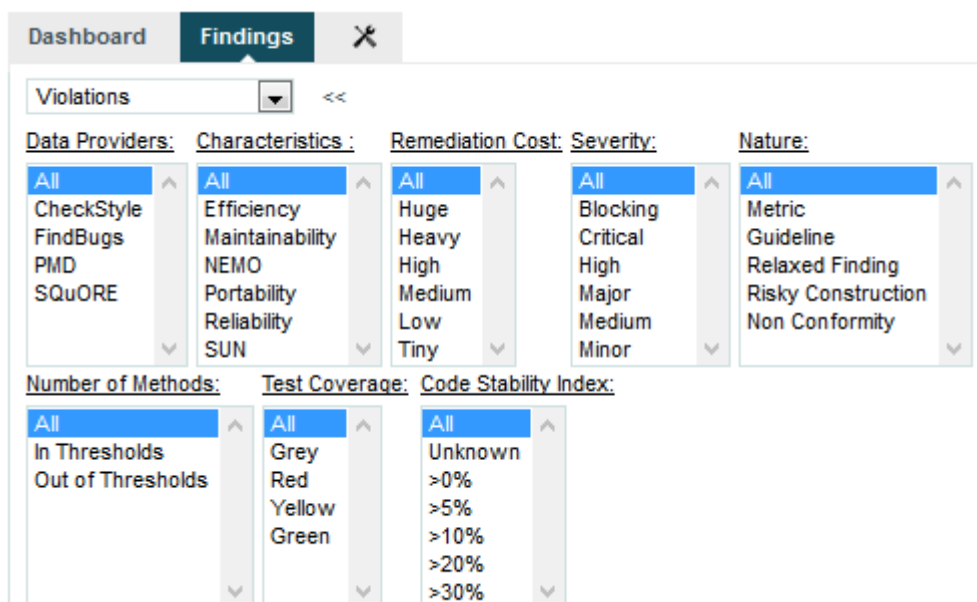 Dashboard Findings
Violations <<
Data Providers: Characteristics : Remediation Cost: Severity: Nature:
All All All All All
CheckStyle Efficiency Huge Blocking Metric
FindBugs Maintainability Heavy Critical Guideline
PMD NEMO High High Relaxed Finding
SQuORE Portability Medium Major Risky Construction
Reliability Low Medium Non Conformity
SUN Tiny Minor
Number of Methods: Test Coverage: Code Stability Index:
All All All
In Thresholds Grey Unknown
Out of Thresholds Red >0%
Yellow >5%
Green >10%
>20%
>30%